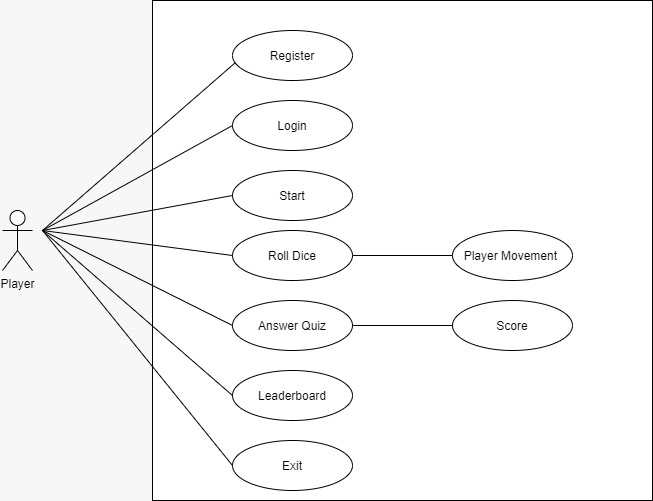 Register
Login
Start
Roll Dice
Player Movement
Player
Answer Quiz
Score
Leaderboard
Exit